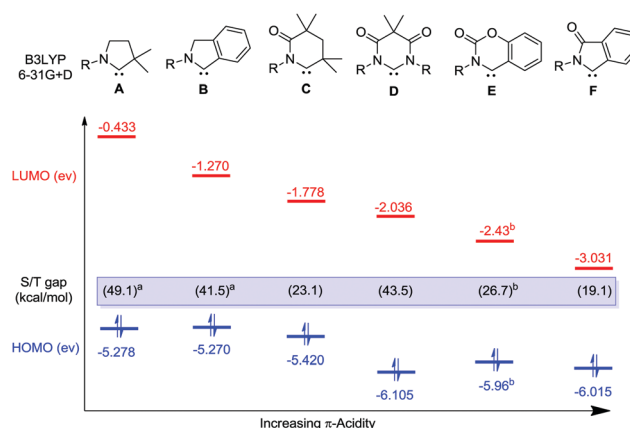 B3LYP
6-31G+D
R N
A
R N
B
O
R N
C
O O
R N N R
D
O O
R N
E
O
R N
F
-0.433
LUMO (ev)
-1.270
-1.778
-2.036
-2.43b
-3.031
S/T gap
(kcal/mol)
(49.1)a (41.5)a (23.1) (43.5) (26.7)b (19.1)
HOMO (ev)
-5.278
-5.270
-5.420
-6.105
-5.96b
-6.015
Increasing π-Acidity